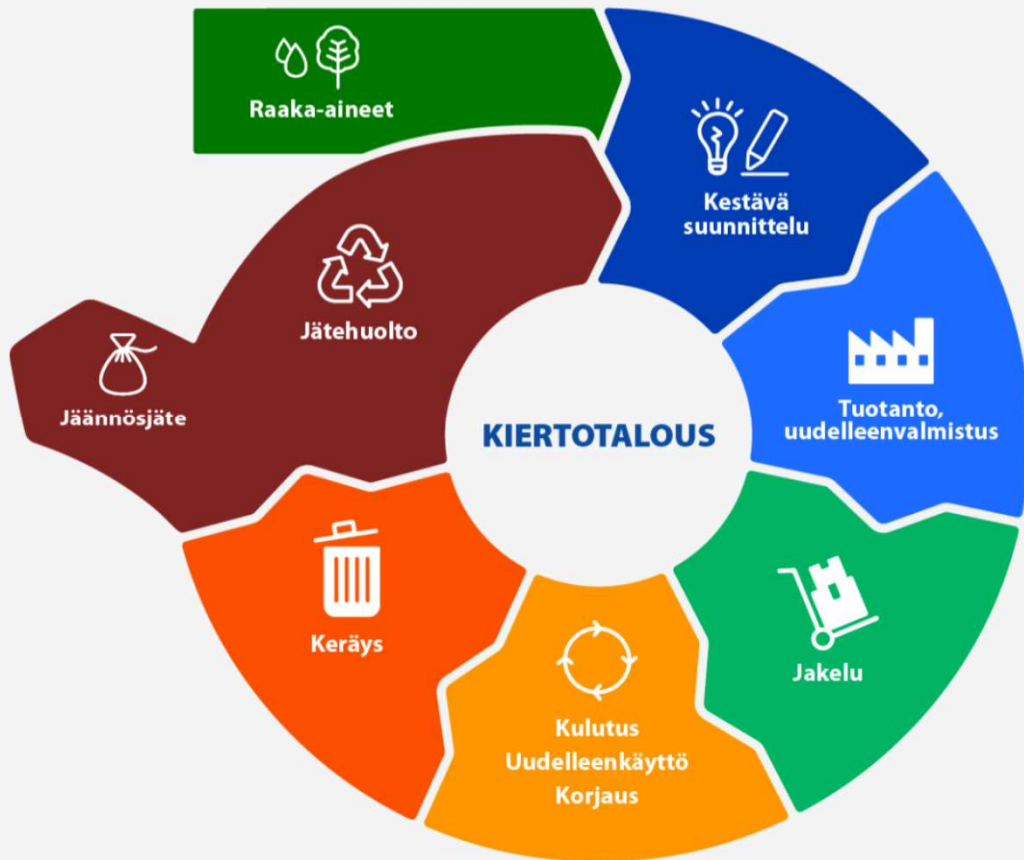 Raaka-aineet
Kestävä
suunnittelu
Tuotanto,
uudelleenvalmistus
Jakelu
Kulutus
Uudelleenkäyttö
Korjaus
Keräys
Jätehuolto
Jäännösjäte
KIERTOTALOUS